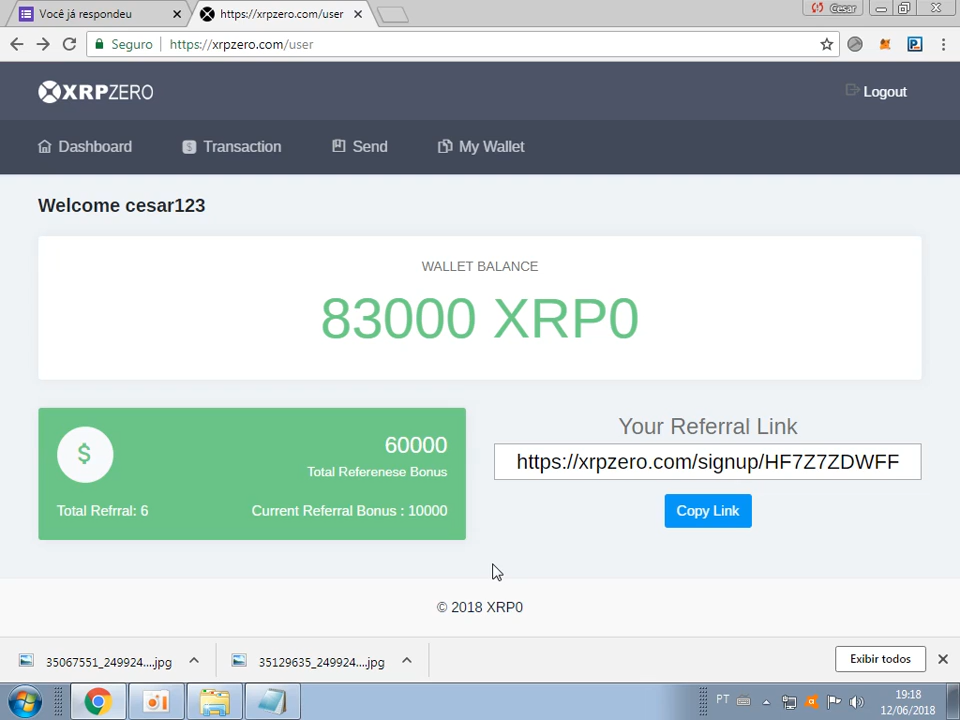 Você já respondeu
https://xrpzero.com/user
Cesar
Seguro
https://xrpzero.com/user
XRPZERO
Logout
Dashboard
Transaction
Send
My Wallet
Welcome cesar123
WALLET BALANCE
83000 XRP0
$
60000
Total Referenese Bonus
Total Refrral: 6
Current Referral Bonus : 10000
Your Referral Link
https://xrpzero.com/signup/HF7Z7ZDWFF
Copy Link
© 2018 XRP0
35067551_249924....jpg
35129635_249924....jpg
Exibir todos
PT
19:18
12/06/2018